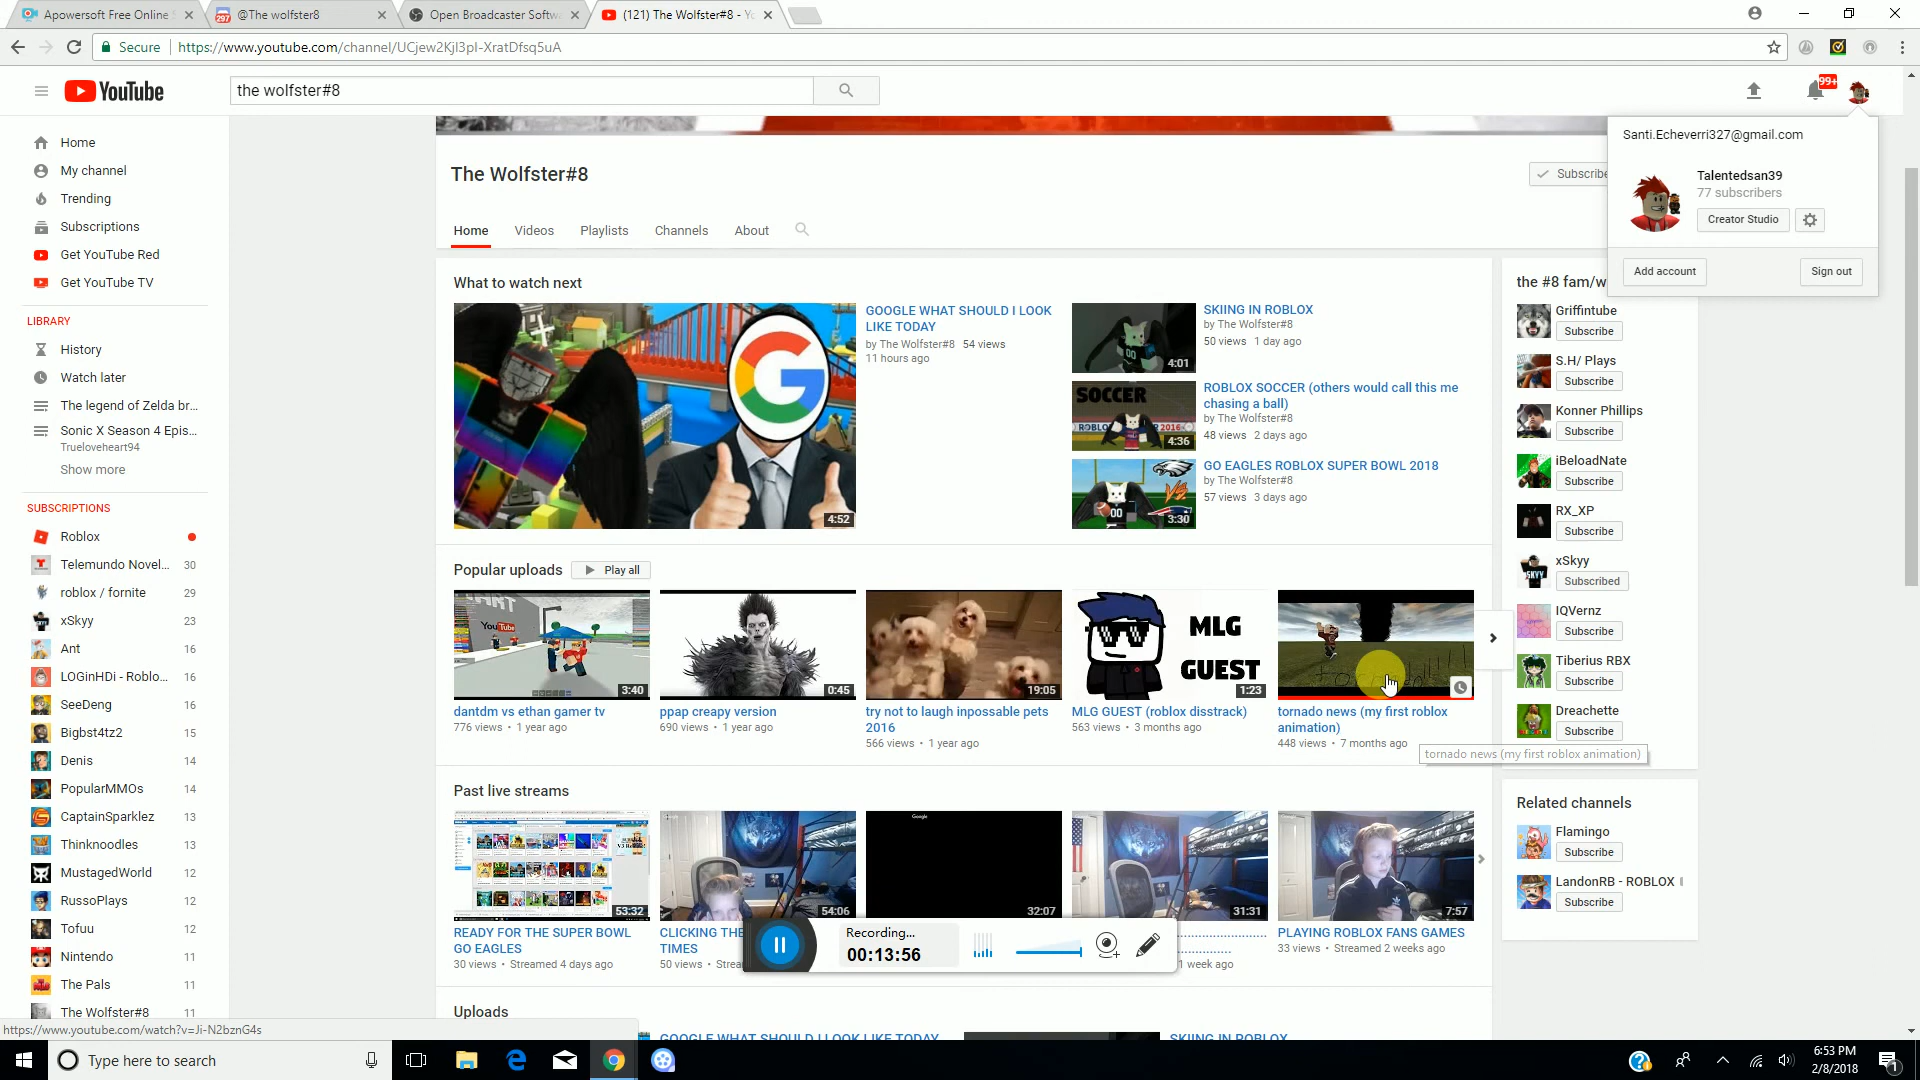 Apowersoft Free Online S
@The wolfster8
Open Broadcaster Softwa
(121) The Wolfster#8 - Y
Secure
https://www.youtube.com/channel/UCjew2KjI3pI-XratDfsq5uA
YouTube
the wolfster#8
99+
Home
My channel
Trending
Subscriptions
Get YouTube Red
Get YouTube TV
LIBRARY
History
Watch later
The legend of Zelda br...
Sonic X Season 4 Epis...
Trueloveheart94
Show more
SUBSCRIPTIONS
Roblox
Telemundo Novel... 30
roblox / fornite 29
xSkyy 23
Ant 16
LOGinHDi - Roblo... 16
SeeDeng 16
Bigbst4tz2 15
Denis 14
PopularMMOs 14
CaptainSparklez 13
Thinknoodles 13
MustagedWorld 12
RussoPlays 12
Tofuu 12
Nintendo 11
The Pals 11
The Wolfster#8 11
https://www.youtube.com/watch?v=Ji-N2bznG4s
The Wolfster#8
Subscribe
Home Videos Playlists Channels About
Santi.Echeverri327@gmail.com
Talentedsan39
77 subscribers
Creator Studio
Add account
Sign out
What to watch next
4:52
GOOGLE WHAT SHOULD I LOOK
LIKE TODAY
by The Wolfster#8 54 views
11 hours ago
4:01
SKIING IN ROBLOX
by The Wolfster#8
50 views 1 day ago
SOCCER
4:36
ROBLOX SOCCER (others would call this me
chasing a ball)
by The Wolfster#8
48 views 2 days ago
VS
3:30
GO EAGLES ROBLOX SUPER BOWL 2018
by The Wolfster#8
57 views 3 days ago
Popular uploads
Play all
YouTube
3:40
dantdm vs ethan gamer tv
776 views • 1 year ago
0:45
ppap creapy version
690 views • 1 year ago
19:05
try not to laugh inpossable pets
2016
566 views • 1 year ago
MLG
GUEST
1:23
MLG GUEST (roblox disstrack)
563 views • 3 months ago
tornado news (my first roblox
animation)
448 views • 7 months ago
tornado news (my first roblox animation)
Past live streams
53:32
READY FOR THE SUPER BOWL
GO EAGLES
30 views • Streamed 4 days ago
54:06
CLICKING THE
TIMES
50 views • Strea
Google
32:07
31:31
1 week ago
7:57
PLAYING ROBLOX FANS GAMES
33 views • Streamed 2 weeks ago
Recording...
00:13:56
Uploads
GOOGLE WHAT SHOULD I LOOK LIKE TODAY
SKIING IN ROBLOX
the #8 fam/w
Griffintube
Subscribe
S.H/ Plays
Subscribe
Konner Phillips
Subscribe
iBeloadNate
Subscribe
RX_XP
Subscribe
xSkyy
Subscribed
IQVernz
Subscribe
Tiberius RBX
Subscribe
Dreachette
Subscribe
Related channels
Flamingo
Subscribe
LandonRB - ROBLOX
Subscribe
Type here to search
6:53 PM
2/8/2018
1